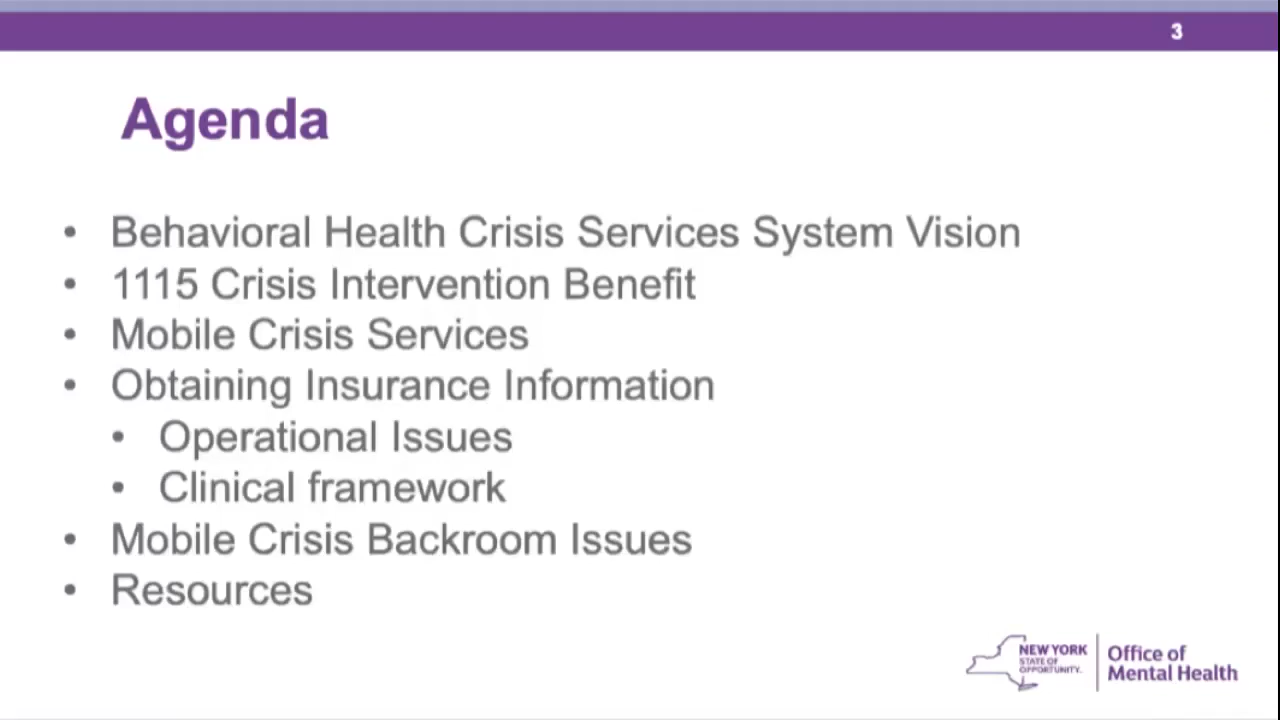 3
Agenda
• Behavioral Health Crisis Services System Vision
• 1115 Crisis Intervention Benefit
• Mobile Crisis Services
• Obtaining Insurance Information
• Operational Issues
• Clinical framework
• Mobile Crisis Backroom Issues
• Resources
NEW YORK
STATE OF
OPPORTUNITY.
Office of
Mental Health